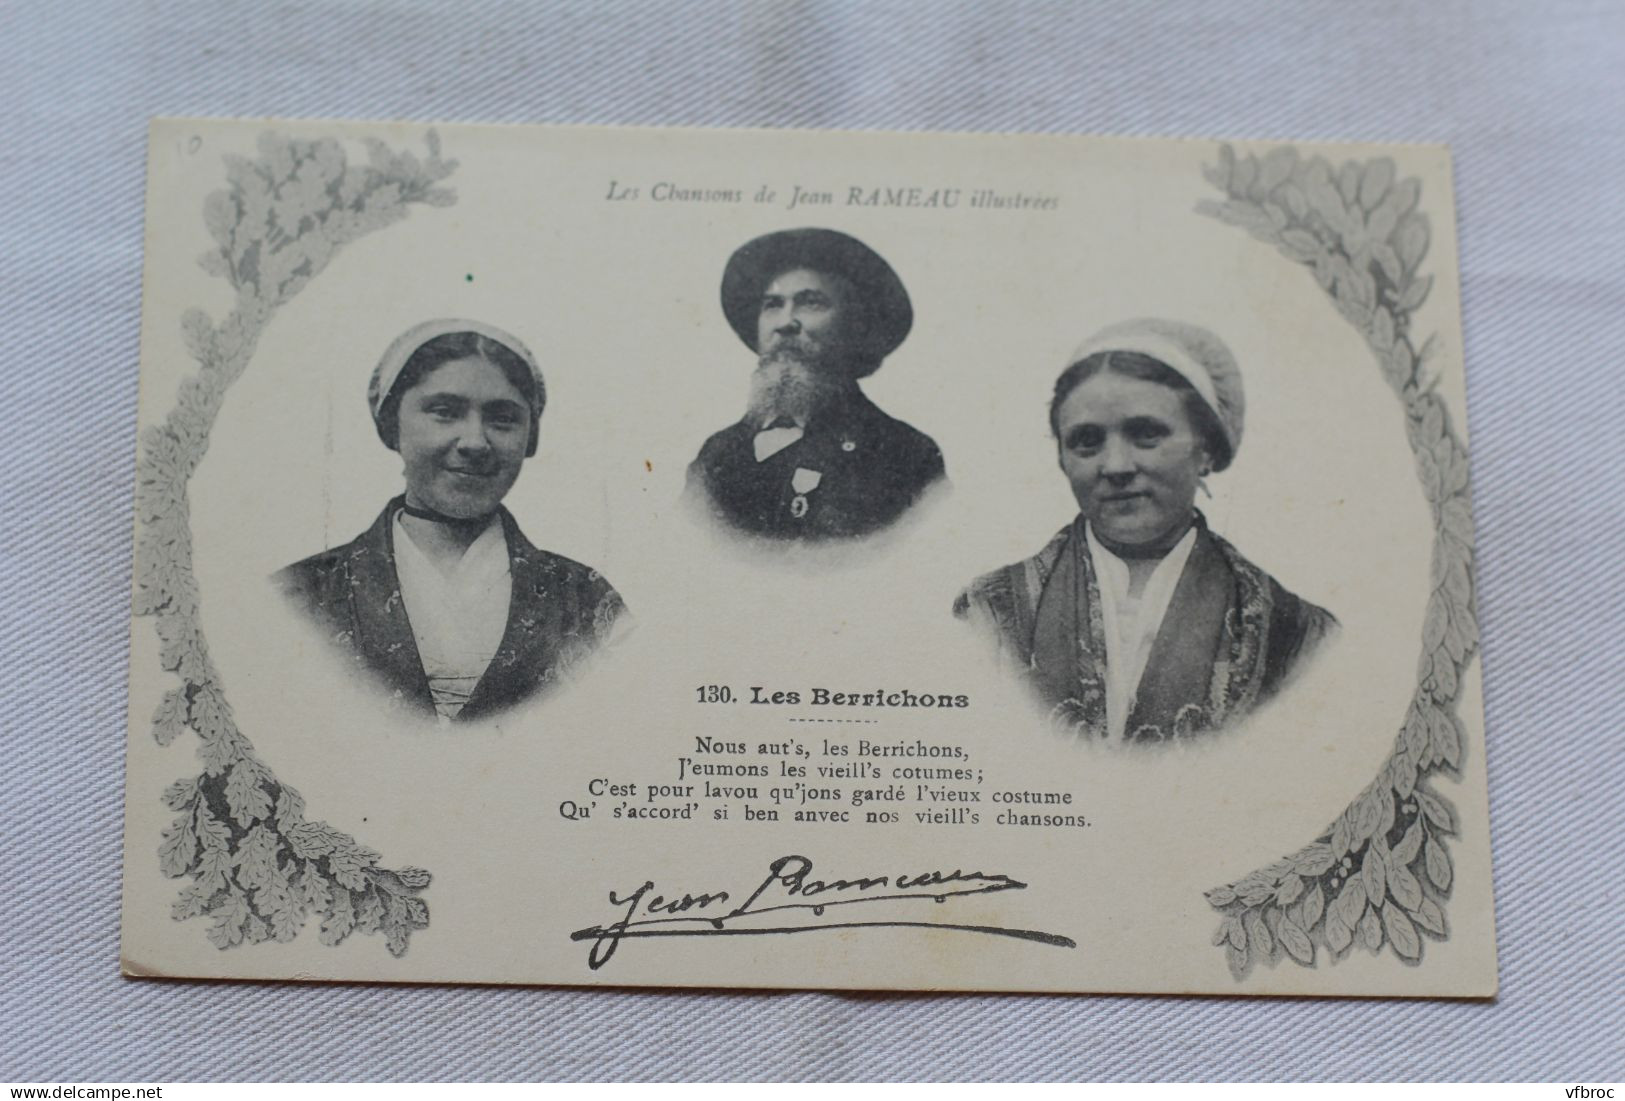 10
Les Chansons de Jean RAMEAU illustrées
130. Les Berrichons
Nous aut's, les Berrichons,
J'eumons les vieill's cotumes ;
C'est pour lavou qu'jons gardé l'vieux costume
Qu' s'accord' si ben anvec nos vieill's chansons.
Jean Rameau
delcampe.net
vfbroc